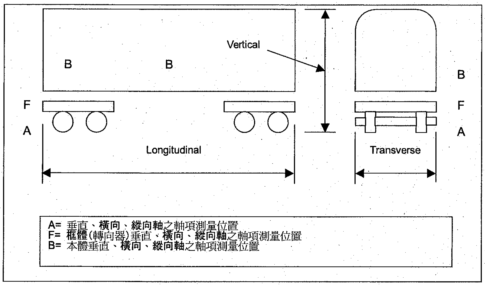 Vertical
B
B
B
F
F
A
A
Longitudinal
Transverse
A= 垂直、橫向、縱向軸之軸項測量位置
F= 框體(轉向器)垂直、橫向、縱向軸之軸項測量位置
B= 本體垂直、橫向、縱向軸之軸項測量位置